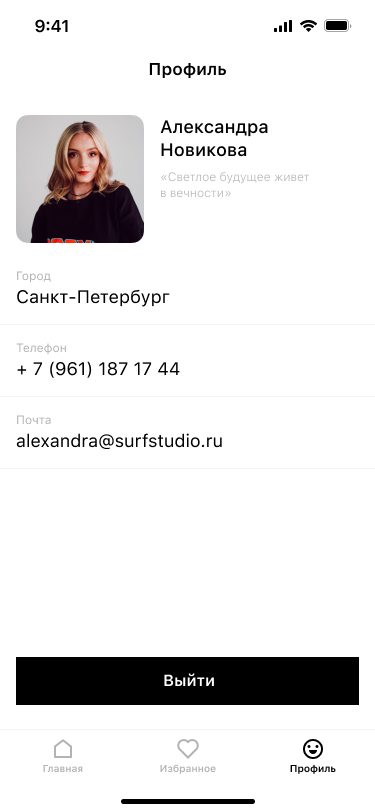 9:41
Профиль
Александра
Новикова
«Светлое будущее живет
в вечности»
Город
Санкт-Петербург
Телефон
+ 7 (961) 187 17 44
Почта
alexandra@surfstudio.ru
Выйти
Главная
Избранное
Профиль